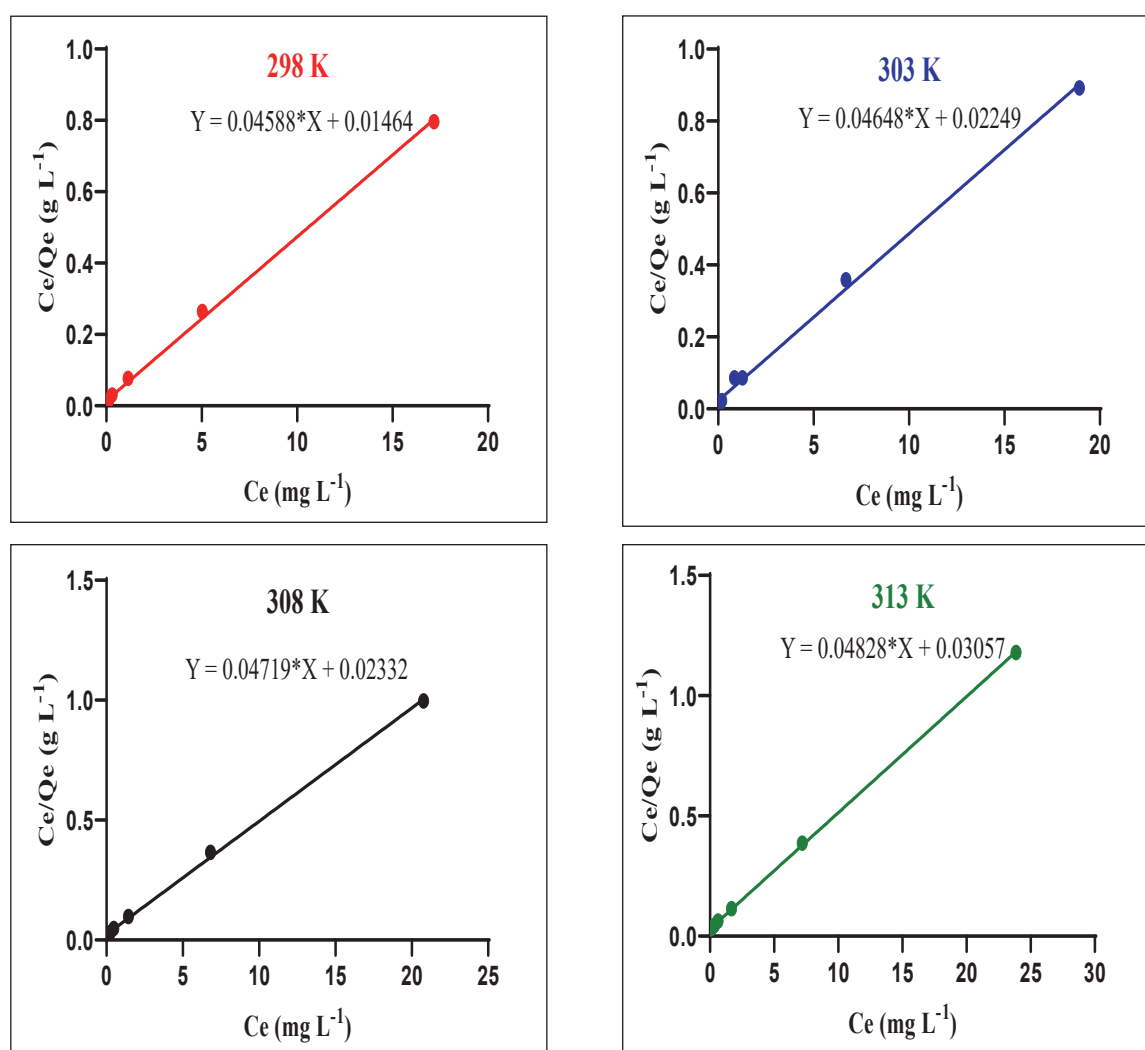 298 K
Y = 0.04588*X + 0.01464
Ce/Qe (g L⁻¹)
1.0
0.8
0.6
0.4
0.2
0.0
0 5 10 15 20
Ce (mg L⁻¹)
303 K
Y = 0.04648*X + 0.02249
Ce/Qe (g L⁻¹)
1.0
0.8
0.6
0.4
0.2
0.0
0 5 10 15 20
Ce (mg L⁻¹)
308 K
Y = 0.04719*X + 0.02332
Ce/Qe (g L⁻¹)
1.5
1.0
0.5
0.0
0 5 10 15 20 25
Ce (mg L⁻¹)
313 K
Y = 0.04828*X + 0.03057
Ce/Qe (g L⁻¹)
1.5
1.0
0.5
0.0
0 5 10 15 20 25 30
Ce (mg L⁻¹)